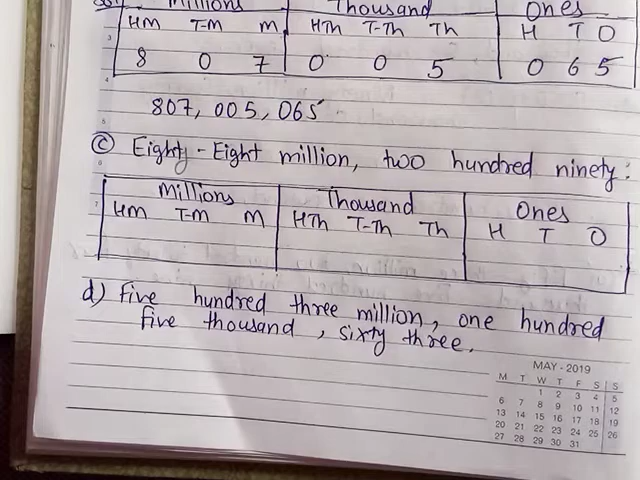 Millions Thousand Ones
HM T-M M HTh T-Th Th H T O
8 0 7 0 0 5 0 6 5
807, 005, 065
(c) Eighty-Eight million, two hundred ninety:
Millions Thousand Ones
HM T-M M HTh T-Th Th H T O
d) Five hundred three million, one hundred
five thousand, sixty three.
MAY - 2019
M T W T F S S
1 2 3 4 5
6 7 8 9 10 11 12
13 14 15 16 17 18 19
20 21 22 23 24 25 26
27 28 29 30 31